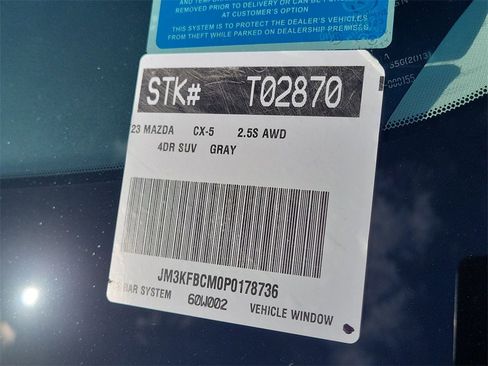 REMOVED PRIOR TO DELIVERY OR CAN BE
AT CUSTOMER'S OPTION
THIS SYSTEM IS TO PROTECT THE DEALER'S VEHICLES
FROM THEFT WHILE PARKED ON DEALERSHIP PREMISES
STK# T02870
23 MAZDA CX-5 2.5S AWD
4DR SUV GRAY
JM3KFBCM0P0178736
BAR SYSTEM 60W002 VEHICLE WINDOW